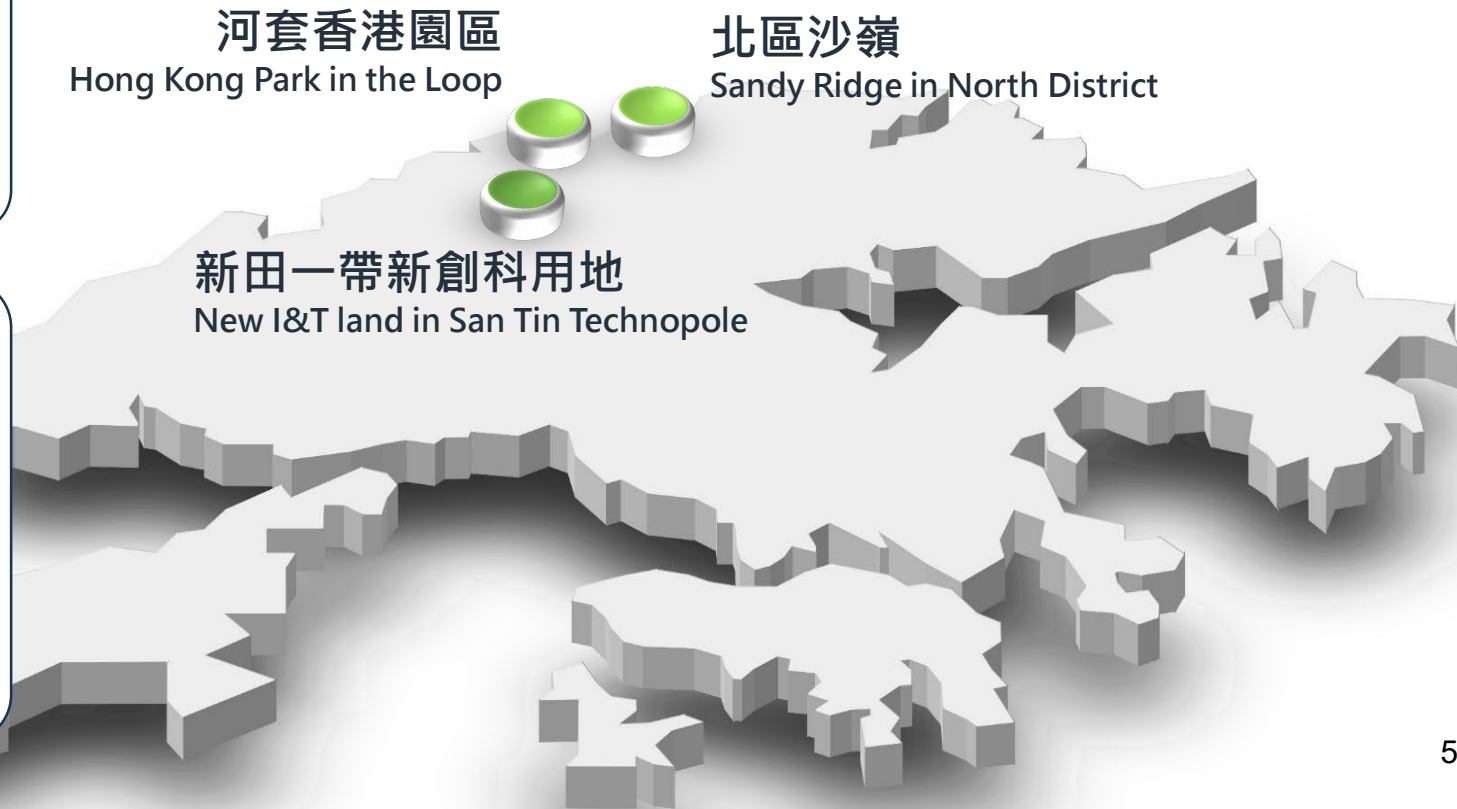 河套香港園區
Hong Kong Park in the Loop
北區沙嶺
Sandy Ridge in North District
新田一帶新創科用地
New I&T land in San Tin Technopole
5